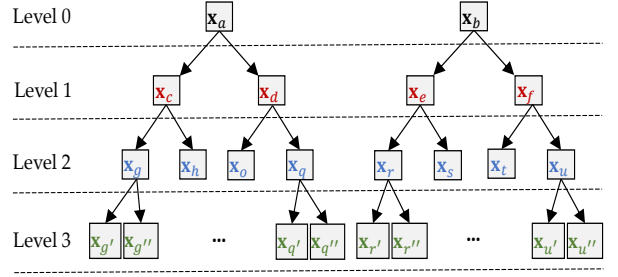 Level 0 x_a x_b
Level 1 x_c x_d x_e x_f
Level 2 x_g x_h x_o x_q x_r x_s x_t x_u
Level 3 x_g' x_g'' ... x_q' x_q'' x_r' x_r'' ... x_u' x_u''